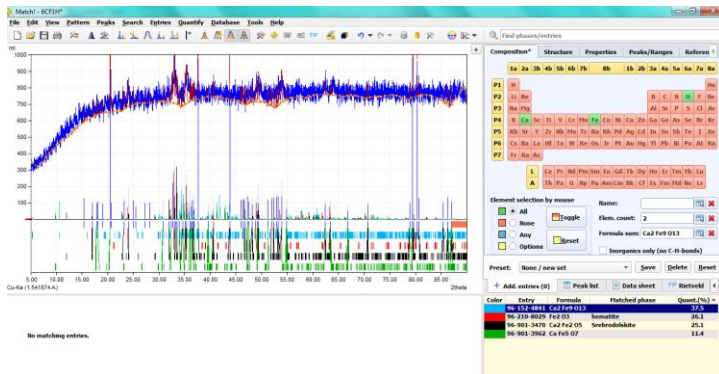 Match! - 6CF1H*
File Edit View Pattern Peaks Search Entries Quantify Database Tools Help
Find phases/entries
rel
Composition* Structure Properties Peaks/Ranges Referen
1000
900
800
700
600
500
400
300
200
100
1a 2a 3b 4b 5b 6b 7b 8b 1b 2b 3a 4a 5a 6a 7a 8a
P1 H He
P2 Li Be B C N O F Ne
P3 Na Mg Al Si P S Cl Ar
P4 K Ca Sc Ti V Cr Mn Fe Co Ni Cu Zn Ga Ge As Se Br Kr
P5 Rb Sr Y Zr Nb Mo Tc Ru Rh Pd Ag Cd In Sn Sb Te I Xe
P6 Cs Ba La Hf Ta W Re Os Ir Pt Au Hg Tl Pb Bi Po At Rn
P7 Fr Ra Ac
L Ce Pr Nd Pm Sm Eu Gd Tb Dy Ho Er Tm Yb Lu
A Th Pa U Np Pu Am Cm Bk Cf Es Fm Md No Lr
Element selection by mouse
All
None
Any
Optiona
Toggle
Reset
Name:
Elem. count: 2
Formula sum: Ca2 Fe9 O13
Inorganics only (no C-H-bonds)
Preset: None / new set Save Delete Reset
5.00 10.00 15.00 20.00 25.00 30.00 35.00 40.00 45.00 50.00 55.00 60.00 65.00 70.00 75.00 80.00 85.00
Cu-Ka (1.541874 A) 2theta
Add. entries (0) Peak list Data sheet Rietveld
Color Entry Formula Matched phase Quant.(%)
96-152-4841 Ca2 Fe9 O13 37.5
96-210-8029 Fe2 O3 hematite 26.1
96-901-3470 Ca2 Fe2 O5 Srebrodolskite 25.1
96-901-3962 Ca Fe5 O7 11.4
No matching entries.